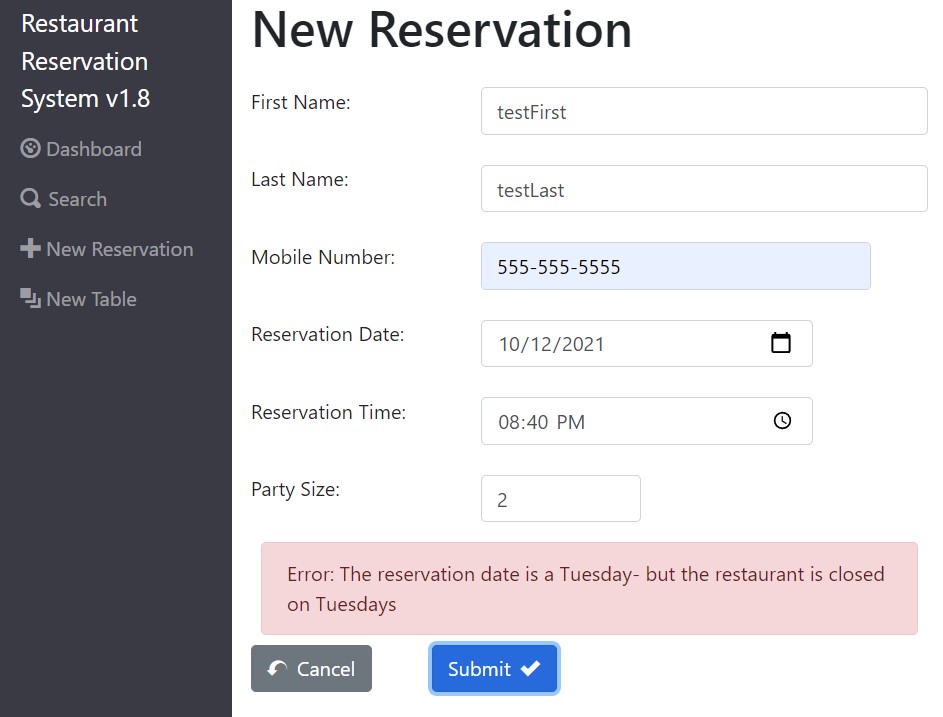 Restaurant
Reservation
System v1.8
Dashboard
Search
New Reservation
New Table
New Reservation
First Name:
testFirst
Last Name:
testLast
Mobile Number:
555-555-5555
Reservation Date:
10/12/2021
Reservation Time:
08:40 PM
Party Size:
2
Error: The reservation date is a Tuesday- but the restaurant is closed
on Tuesdays
Cancel
Submit